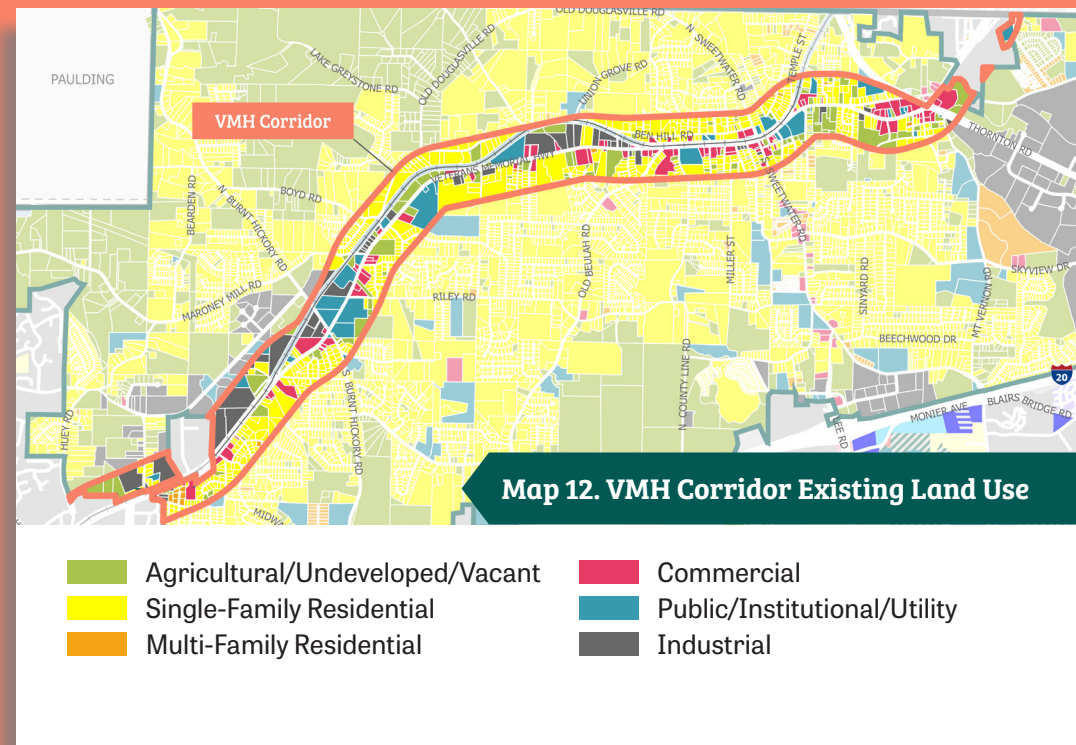 OLD DOUGLASVILLE RD
PAULDING
LAKE GREYSTONE RD
OLD DOUGLASVILLE RD
N SWEETWATER RD
TEMPLE ST
UNION GROVE RD
VMH Corridor
BEN HILL RD
THORNTON RD
VETERANS MEMORIAL HWY
S SWEETWATER RD
BEARDEN RD
N BURNT HICKORY RD
BOYD RD
OLD BEULAH RD
MILLER ST
SINYARD RD
SKYVIEW DR
MT VERNON RD
MARONEY MILL RD
RILEY RD
BEECHWOOD DR
N COUNTY LINE RD
S BURNT HICKORY RD
20
HUEY RD
LEE RD
MONIER AVE
BLAIRS BRIDGE RD
Map 12. VMH Corridor Existing Land Use
Agricultural/Undeveloped/Vacant
Single-Family Residential
Multi-Family Residential
Commercial
Public/Institutional/Utility
Industrial